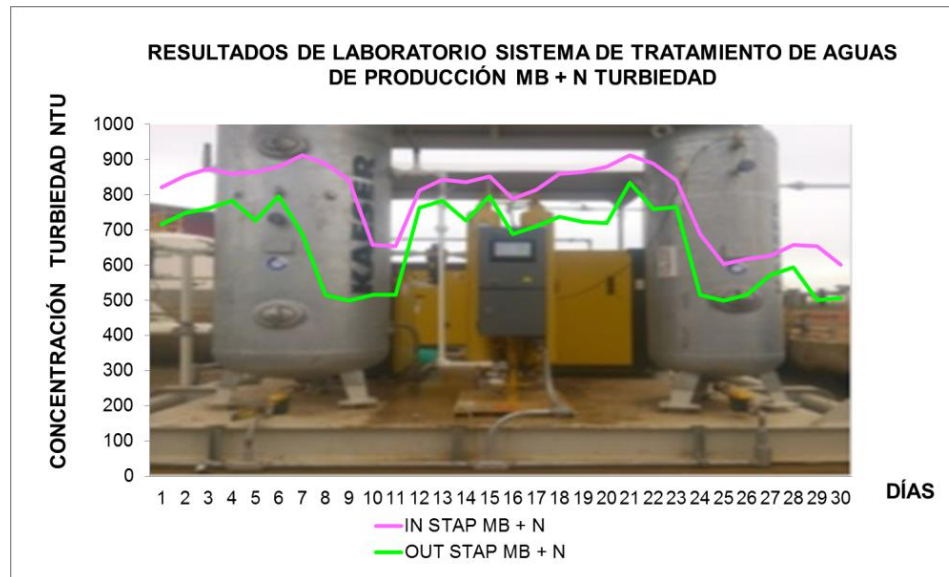 RESULTADOS DE LABORATORIO SISTEMA DE TRATAMIENTO DE AGUAS
DE PRODUCCIÓN MB + N TURBIEDAD
CONCENTRACIÓN TURBIEDAD NTU
1000
900
800
700
600
500
400
300
200
100
0
KAESER
1 2 3 4 5 6 7 8 9 10 11 12 13 14 15 16 17 18 19 20 21 22 23 24 25 26 27 28 29 30
DÍAS
IN STAP MB + N
OUT STAP MB + N